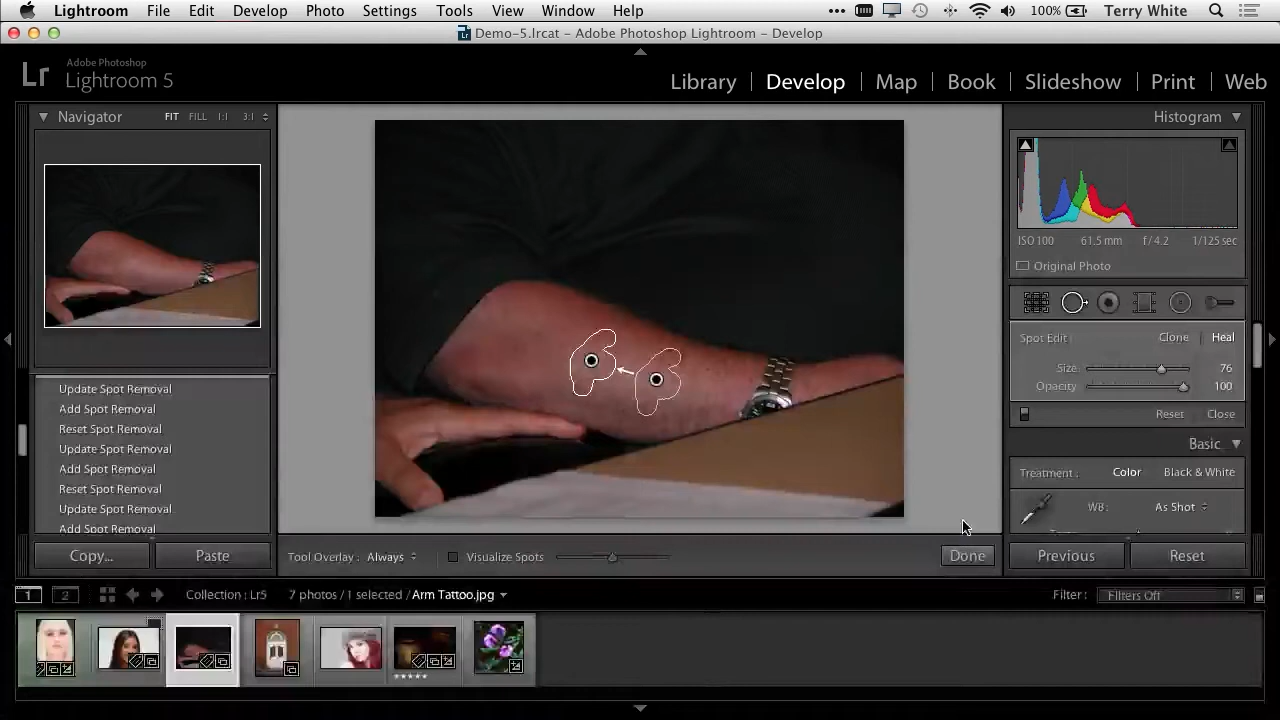 Lightroom File Edit Develop Photo Settings Tools View Window Help 100% Terry White
Demo-5.lrcat - Adobe Photoshop Lightroom - Develop
Lr Adobe Photoshop Lightroom 5
Library | Develop | Map | Book | Slideshow | Print | Web
Navigator FIT FILL 1:1 3:1
Histogram
ISO 100 61.5 mm f / 4.2 1/125 sec
Original Photo
Spot Edit : Clone Heal
Size 76
Opacity 100
Reset Close
Basic
Treatment : Color Black & White
WB : As Shot
Update Spot Removal
Add Spot Removal
Reset Spot Removal
Update Spot Removal
Add Spot Removal
Reset Spot Removal
Update Spot Removal
Add Spot Removal
Copy... Paste
Tool Overlay : Always Visualize Spots Done
Previous Reset
1 2 Collection : Lr5 7 photos / 1 selected / Arm Tattoo.jpg Filter : Filters Off